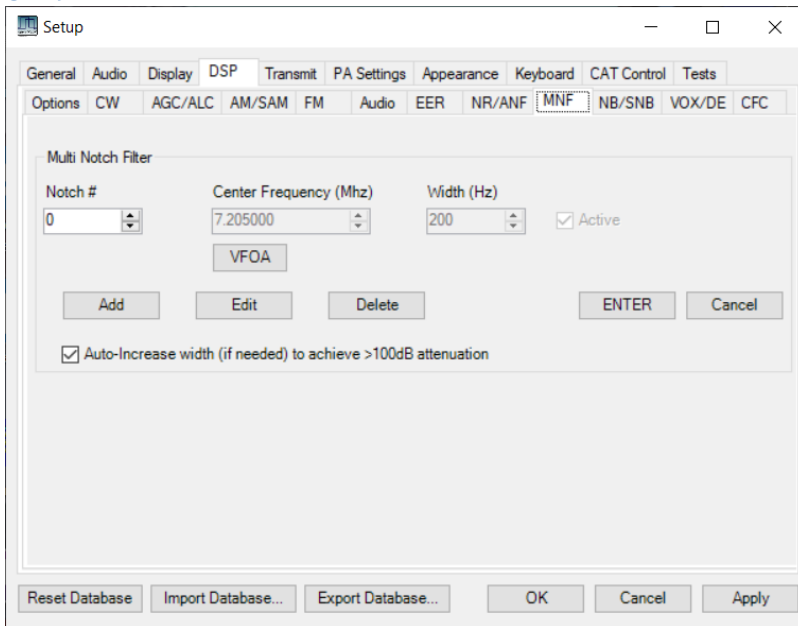 Setup
General Audio Display DSP Transmit PA Settings Appearance Keyboard CAT Control Tests
Options CW AGC/ALC AM/SAM FM Audio EER NR/ANF MNF NB/SNB VOX/DE CFC
Multi Notch Filter
Notch # Center Frequency (Mhz) Width (Hz)
0 7.205000 200 Active
VFOA
Add Edit Delete ENTER Cancel
Auto-Increase width (if needed) to achieve >100dB attenuation
Reset Database Import Database... Export Database... OK Cancel Apply